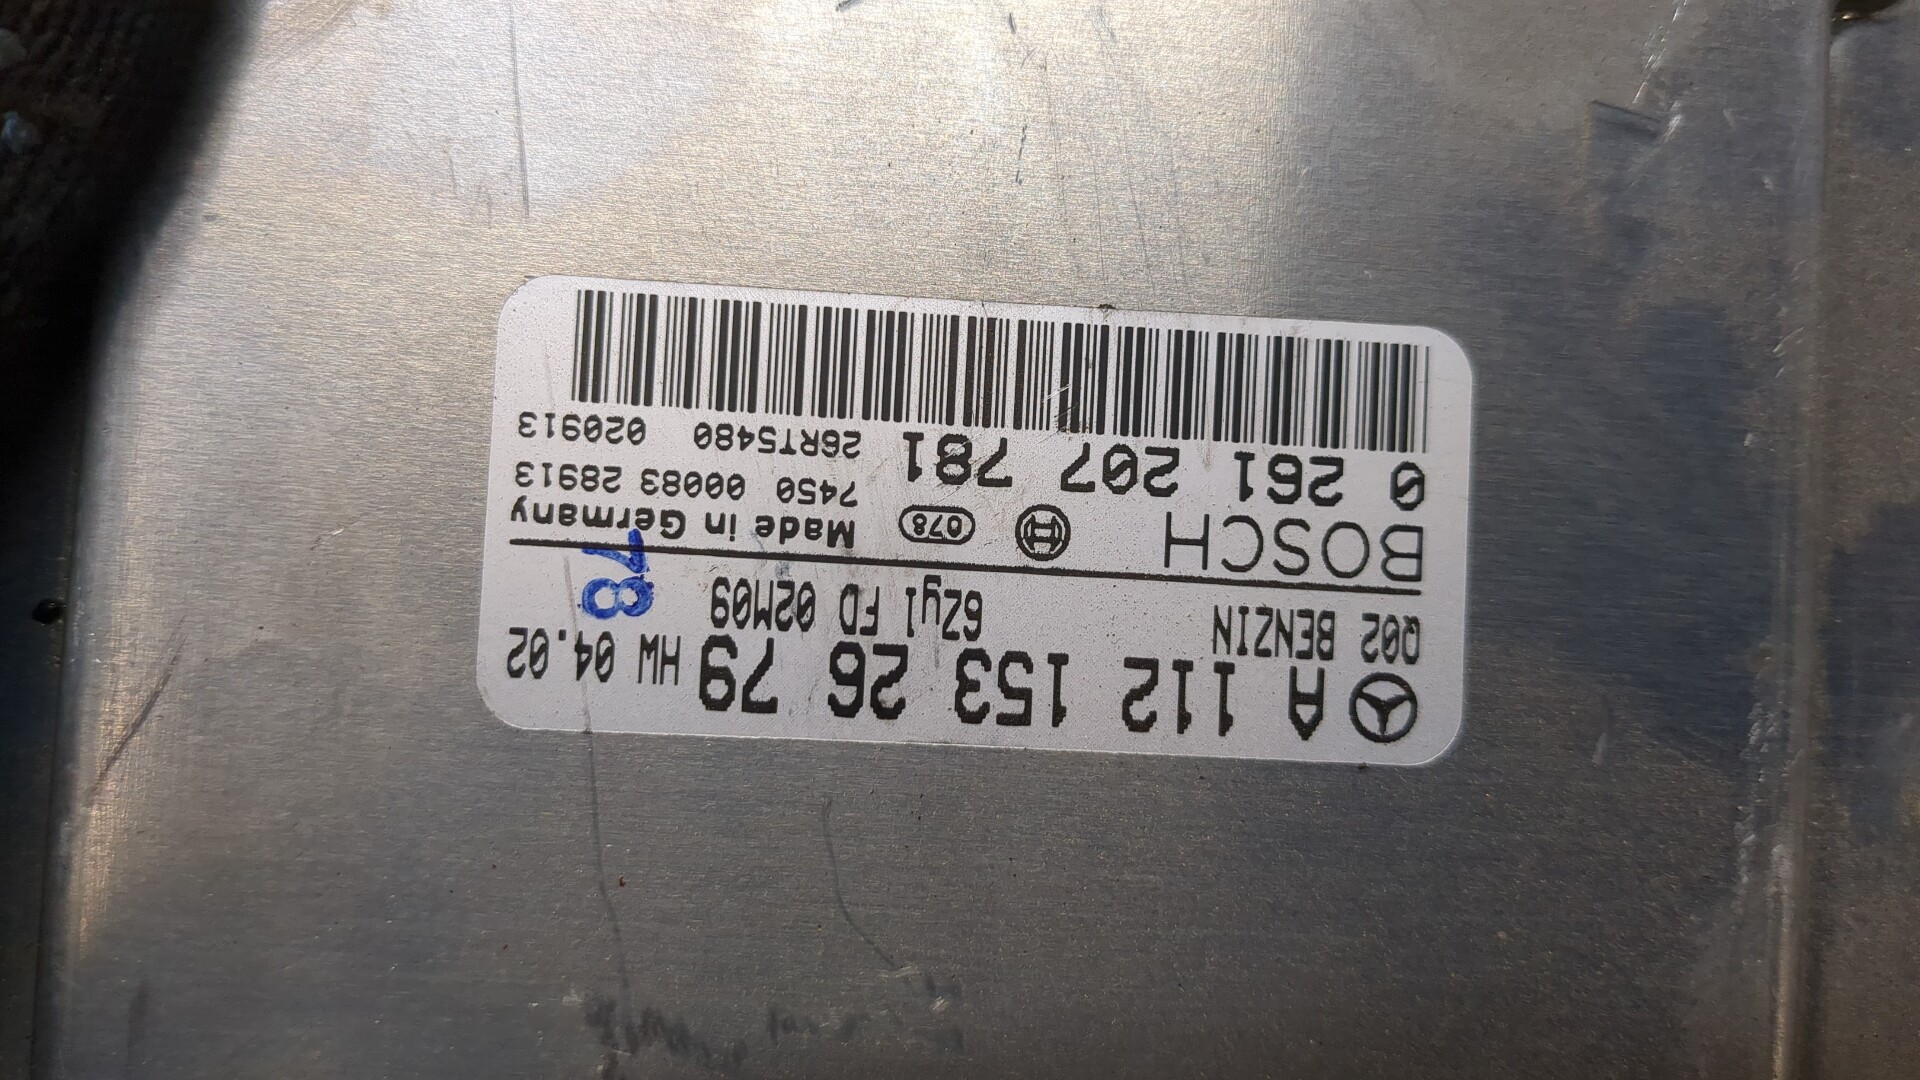 A 112 153 26 79 HW 04.02
Q02 BENZIN 6Zyl FD 02M09
78
BOSCH 078 Made in Germany
7450 00083 28913
0 261 207 781 26RT5480 020913